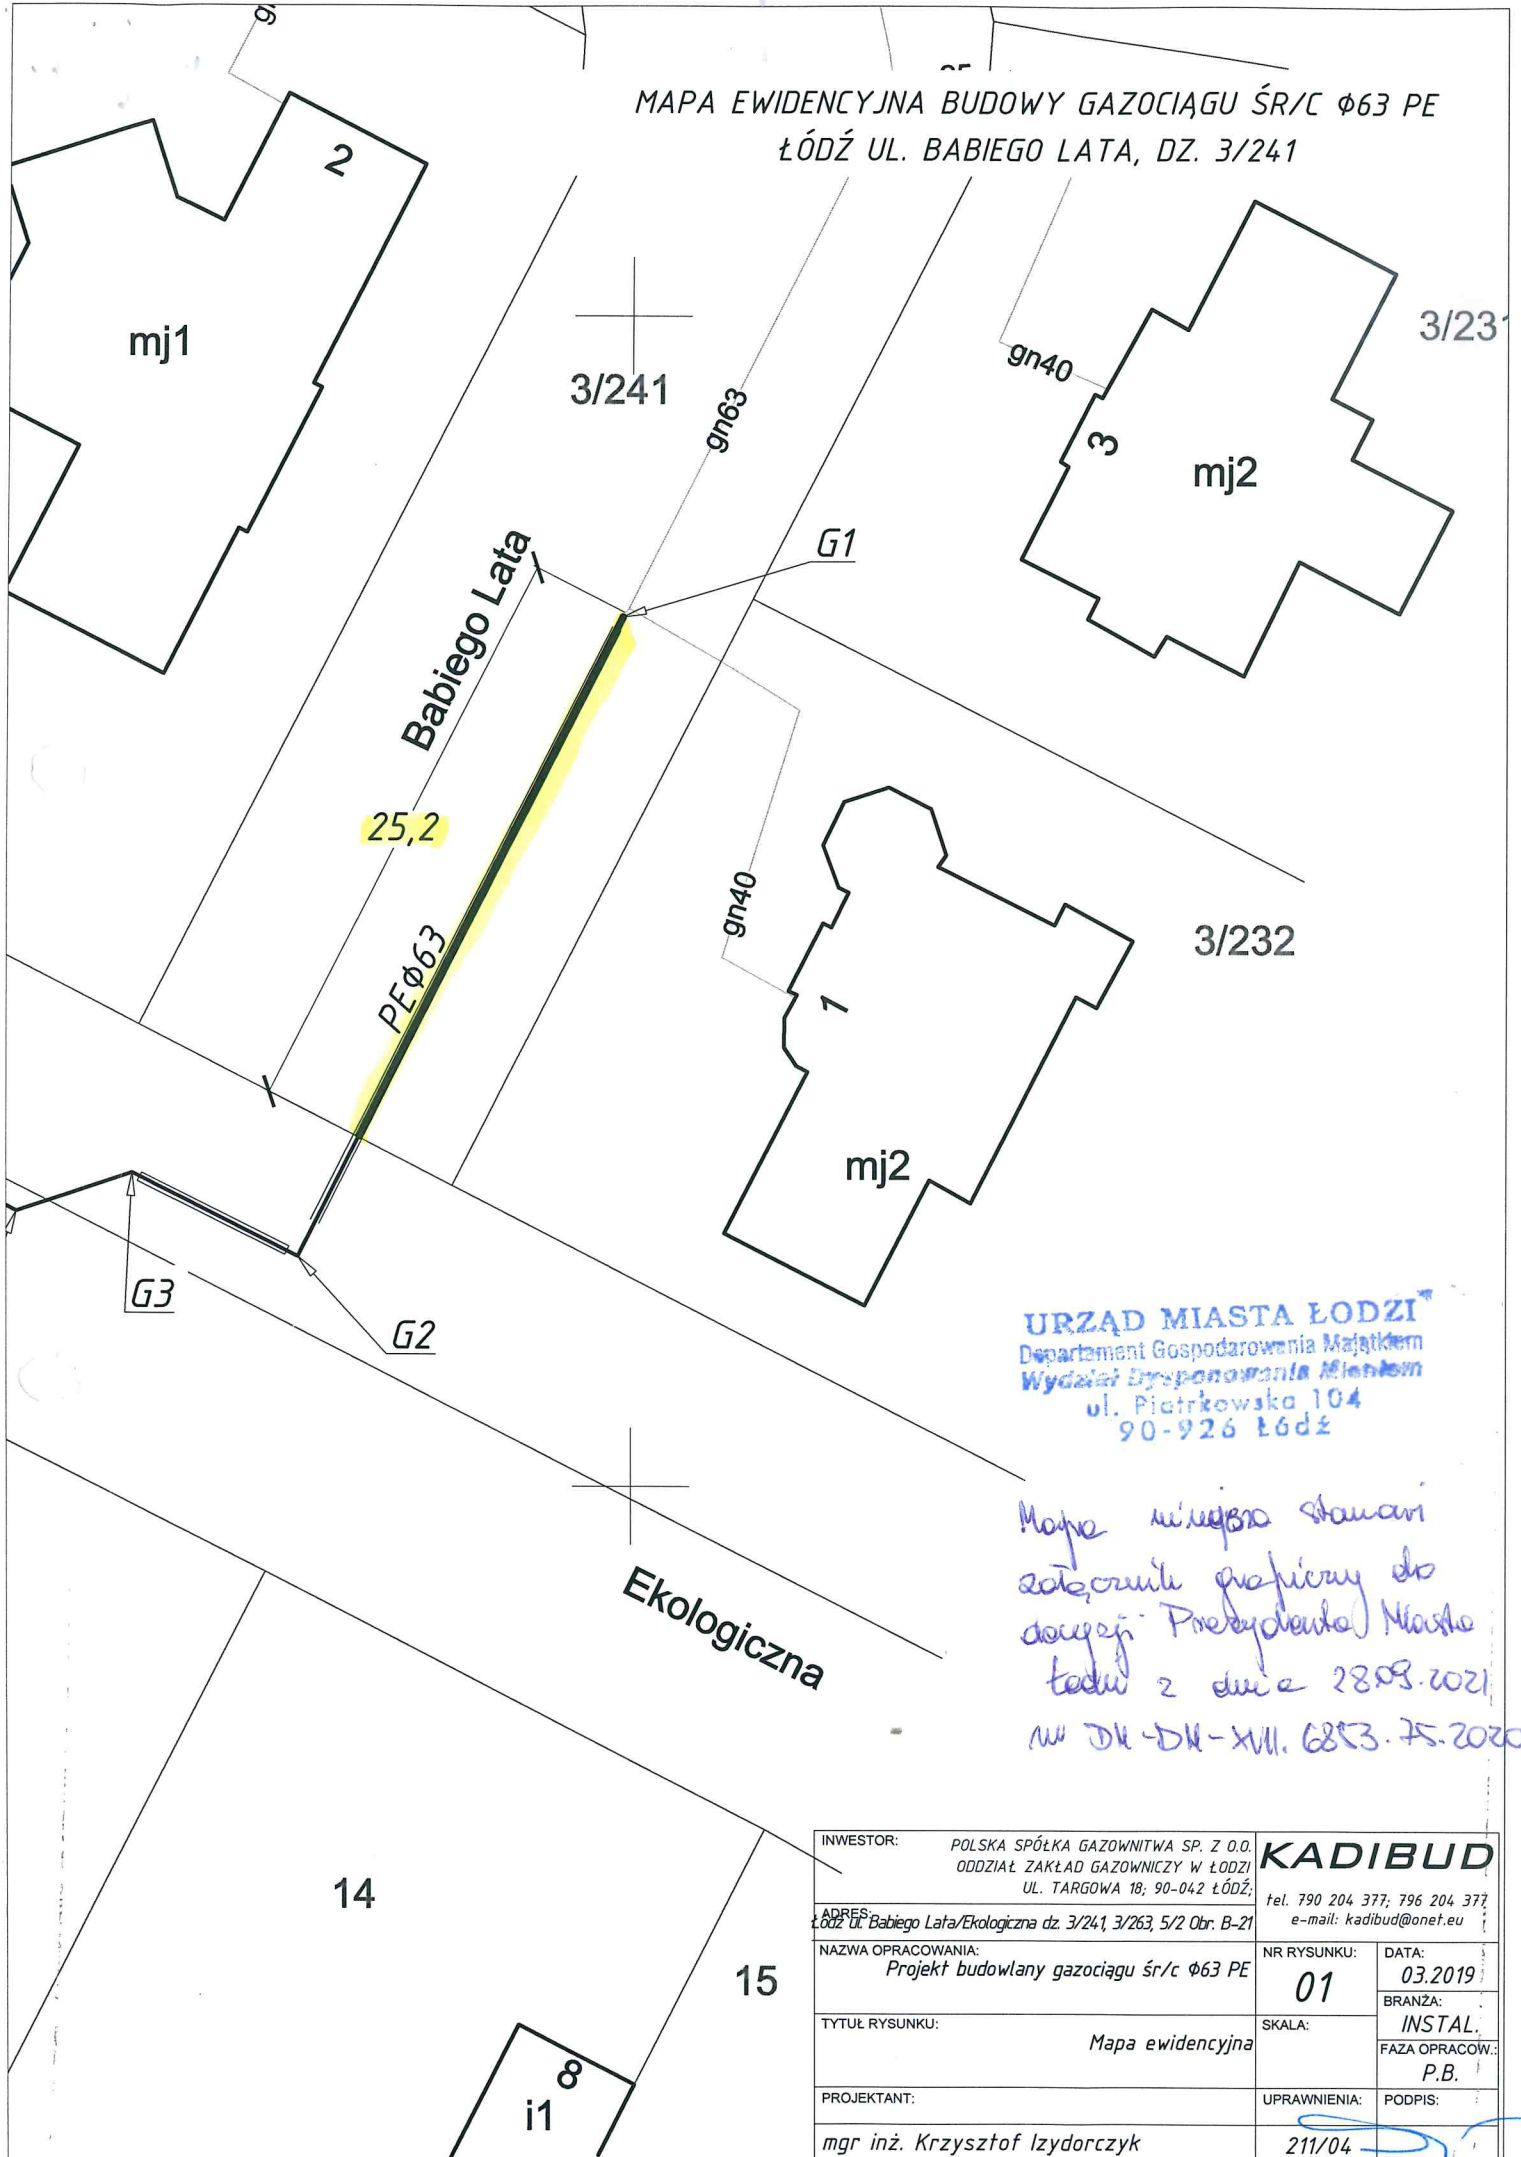 MAPA EWIDENCYJNA BUDOWY GAZOCIĄGU ŚR/C Φ63 PE
ŁÓDŹ UL. BABIEGO LATA, DZ. 3/241
2
mj1
3/241
gn63
gn40
3
mj2
3/231
G1
Babiego Lata
25,2
PEΦ63
gn40
1
mj2
3/232
G3
G2
URZĄD MIASTA ŁODZI
Departament Gospodarowania Majątkiem
Wydział Dysponowania Mieniem
ul. Piotrkowska 104
90-926 Łódź
Mapa niniejsza stanowi
załącznik graficzny do
decyzji Prezydenta Miasta
Łodzi z dnia 28.09.2021
nr DM-DM-XVII.6853.75.2020
Ekologiczna
14
15
8
i1
INWESTOR:
POLSKA SPÓŁKA GAZOWNITWA SP. Z O.O.
ODDZIAŁ ZAKŁAD GAZOWNICZY W ŁODZI
UL. TARGOWA 18; 90-042 ŁÓDŹ;
KADIBUD
tel. 790 204 377; 796 204 377
e-mail: kadibud@onet.eu
ADRES:
Łódź ul. Babiego Lata/Ekologiczna dz. 3/241, 3/263, 5/2 Obr. B-21
NAZWA OPRACOWANIA:
Projekt budowlany gazociągu śr/c Φ63 PE
NR RYSUNKU:
01
DATA:
03.2019
BRANŻA:
INSTAL.
TYTUŁ RYSUNKU:
Mapa ewidencyjna
SKALA:
FAZA OPRACOW.:
P.B.
PROJEKTANT:
UPRAWNIENIA:
PODPIS:
mgr inż. Krzysztof Izydorczyk
211/04